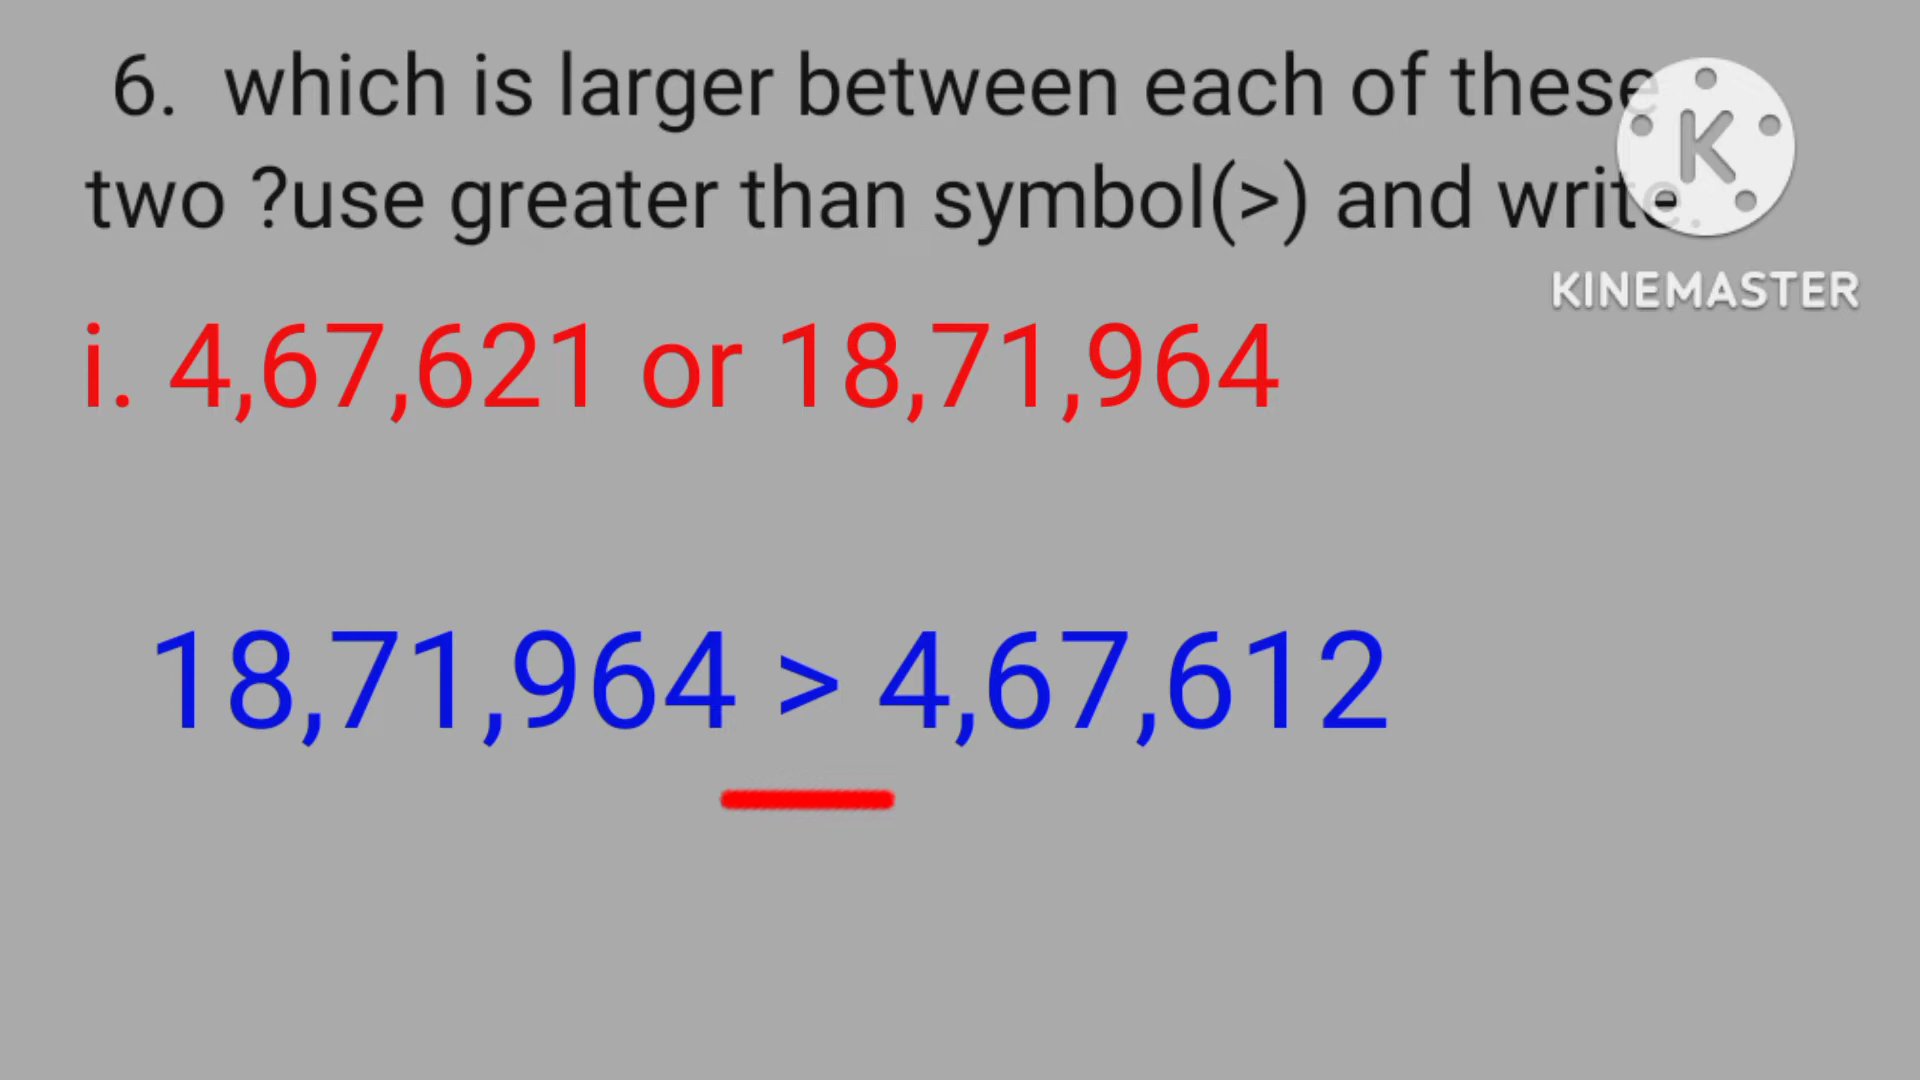 6. which is larger between each of these
two ?use greater than symbol(>) and write.
K
KINEMASTER
i. 4,67,621 or 18,71,964
18,71,964 > 4,67,612